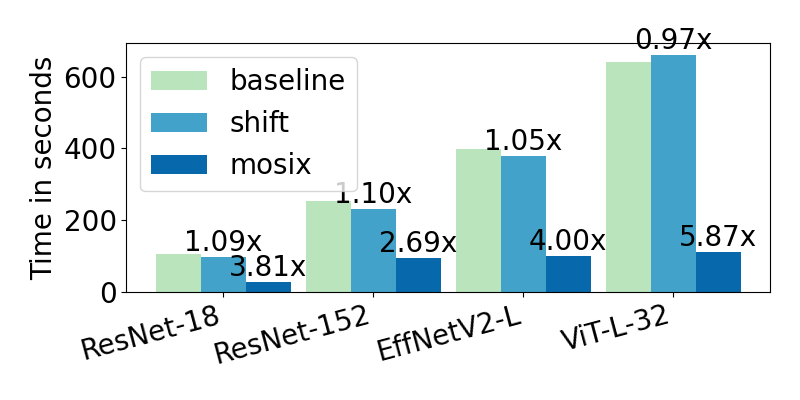 Time in seconds
600
400
200
0
baseline
shift
mosix
1.09x
3.81x
1.10x
2.69x
1.05x
4.00x
0.97x
5.87x
ResNet-18
ResNet-152
EffNetV2-L
ViT-L-32